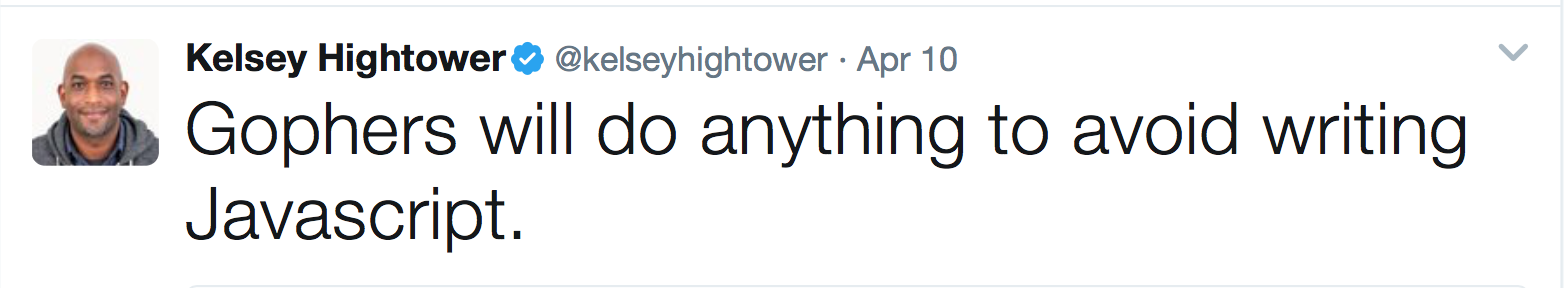 Kelsey Hightower @kelseyhightower · Apr 10
Gophers will do anything to avoid writing
Javascript.